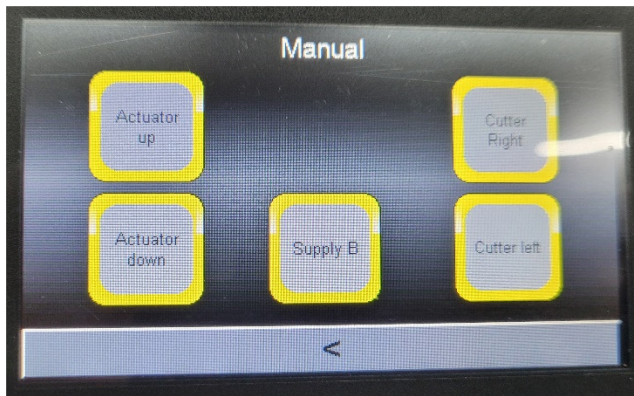 Manual
Actuator
up
Cutter
Right
Actuator
down
Supply B
Cutter left
<